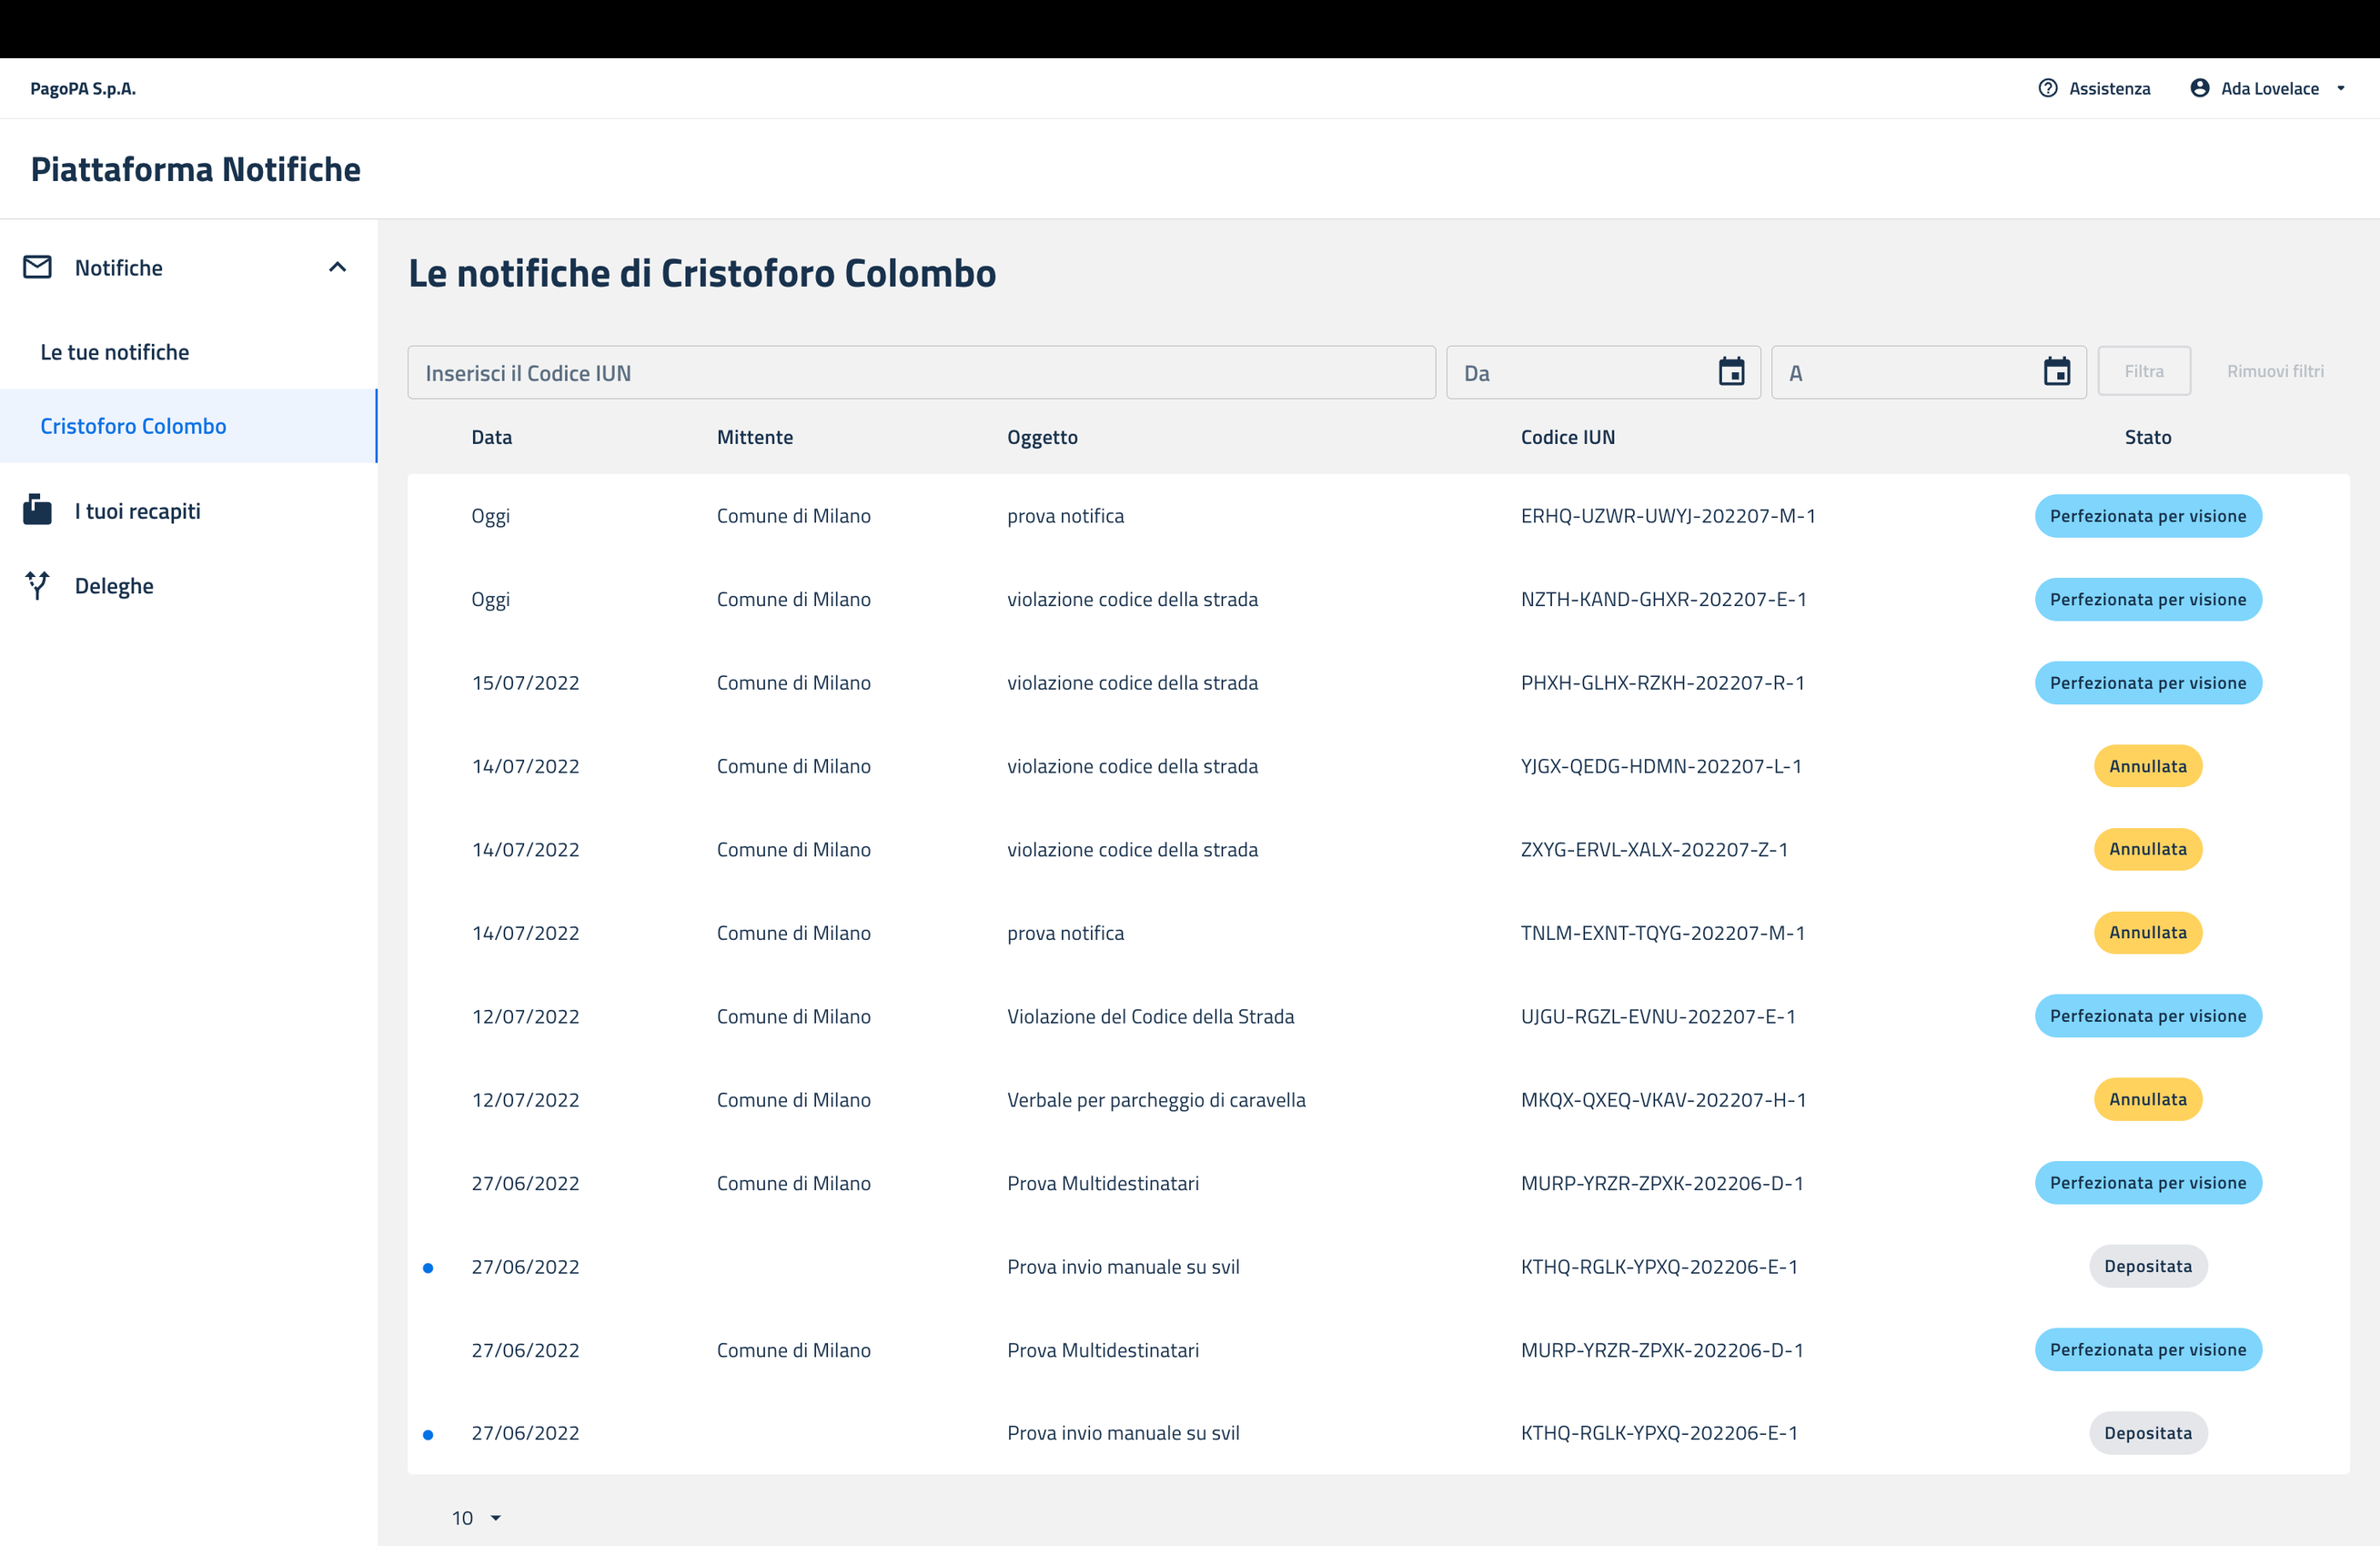 PagoPA S.p.A.
Assistenza
Ada Lovelace
Piattaforma Notifiche
Notifiche
Le tue notifiche
Cristoforo Colombo
I tuoi recapiti
Deleghe
Le notifiche di Cristoforo Colombo
Inserisci il Codice IUN
Da
A
Filtra
Rimuovi filtri
Data Mittente Oggetto Codice IUN Stato
Oggi Comune di Milano prova notifica ERHQ-UZWR-UWYJ-202207-M-1 Perfezionata per visione
Oggi Comune di Milano violazione codice della strada NZTH-KAND-GHXR-202207-E-1 Perfezionata per visione
15/07/2022 Comune di Milano violazione codice della strada PHXH-GLHX-RZKH-202207-R-1 Perfezionata per visione
14/07/2022 Comune di Milano violazione codice della strada YJGX-QEDG-HDMN-202207-L-1 Annullata
14/07/2022 Comune di Milano violazione codice della strada ZXYG-ERVL-XALX-202207-Z-1 Annullata
14/07/2022 Comune di Milano prova notifica TNLM-EXNT-TQYG-202207-M-1 Annullata
12/07/2022 Comune di Milano Violazione del Codice della Strada UJGU-RGZL-EVNU-202207-E-1 Perfezionata per visione
12/07/2022 Comune di Milano Verbale per parcheggio di caravella MKQX-QXEQ-VKAV-202207-H-1 Annullata
27/06/2022 Comune di Milano Prova Multidestinatari MURP-YRZR-ZPXK-202206-D-1 Perfezionata per visione
27/06/2022 Prova invio manuale su svil KTHQ-RGLK-YPXQ-202206-E-1 Depositata
27/06/2022 Comune di Milano Prova Multidestinatari MURP-YRZR-ZPXK-202206-D-1 Perfezionata per visione
27/06/2022 Prova invio manuale su svil KTHQ-RGLK-YPXQ-202206-E-1 Depositata
10